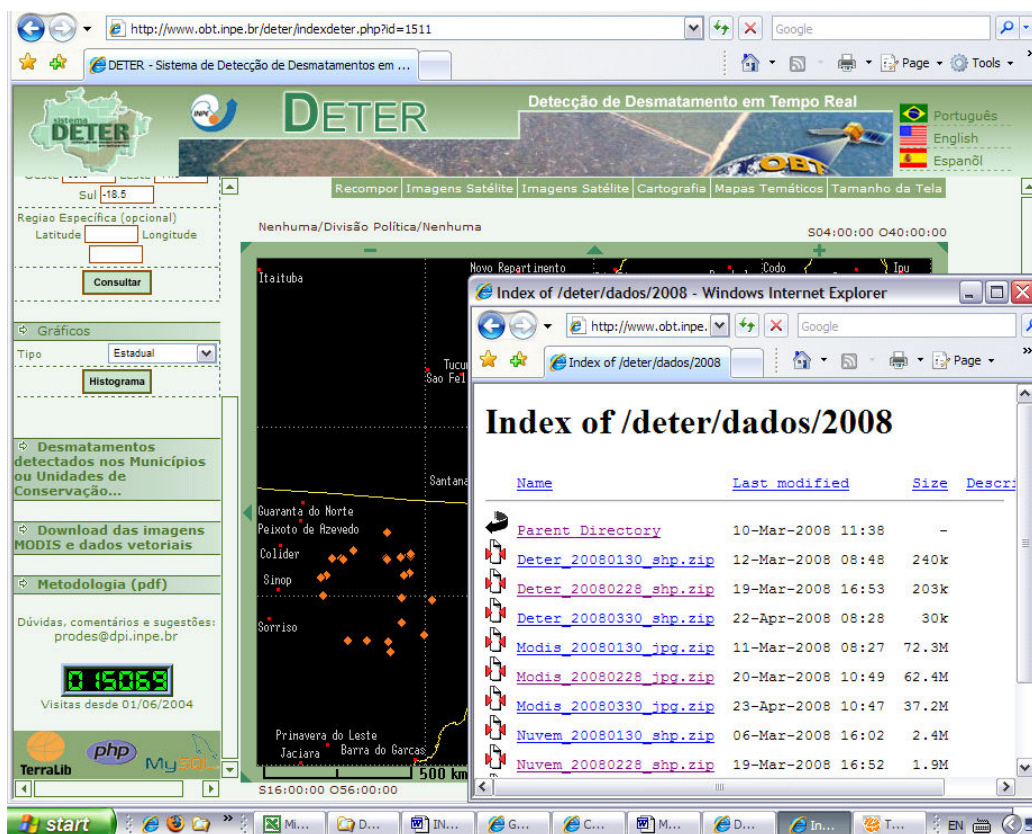 http://www.obt.inpe.br/deter/indexdeter.php?id=1511
Google
DETER - Sistema de Detecção de Desmatamentos em ...
Page
Tools
sistema
DETER
INPE
DETER
Detecção de Desmatamento em Tempo Real
OBT
Português
English
Espanõl
Sul -18.5
Regiao Específica (opcional)
Latitude Longitude
Consultar
Gráficos
Tipo Estadual
Histograma
Desmatamentos
detectados nos Municípios
ou Unidades de
Conservação...
Download das imagens
MODIS e dados vetoriais
Metodologia (pdf)
Dúvidas, comentários e sugestões:
prodes@dpi.inpe.br
015069
Visitas desde 01/06/2004
TerraLib
php
MySQL
Recompor Imagens Satélite Imagens Satélite Cartografia Mapas Temáticos Tamanho da Tela
Nenhuma/Divisão Política/Nenhuma
S04:00:00 O40:00:00
Itaituba
Novo Repartimento
Codo
Ipu
Tucu
Sao Fel
Santana
Guaranta do Norte
Peixoto de Azevedo
Colider
Sinop
Sorriso
Primavera do Leste
Jaciara
Barra do Garcas
500 km
S16:00:00 O56:00:00
Index of /deter/dados/2008 - Windows Internet Explorer
http://www.obt.inpe.
Google
Index of /deter/dados/2008
Page
Index of /deter/dados/2008
Name Last modified Size Descri
Parent Directory 10-Mar-2008 11:38 -
Deter_20080130_shp.zip 12-Mar-2008 08:48 240k
Deter_20080228_shp.zip 19-Mar-2008 16:53 203k
Deter_20080330_shp.zip 22-Apr-2008 08:28 30k
Modis_20080130_jpg.zip 11-Mar-2008 08:27 72.3M
Modis_20080228_jpg.zip 20-Mar-2008 10:49 62.4M
Modis_20080330_jpg.zip 23-Apr-2008 10:47 37.2M
Nuvem_20080130_shp.zip 06-Mar-2008 16:02 2.4M
Nuvem_20080228_shp.zip 19-Mar-2008 16:52 1.9M
start
Mi...
D...
IN...
G...
C...
M...
D...
In...
T...
EN